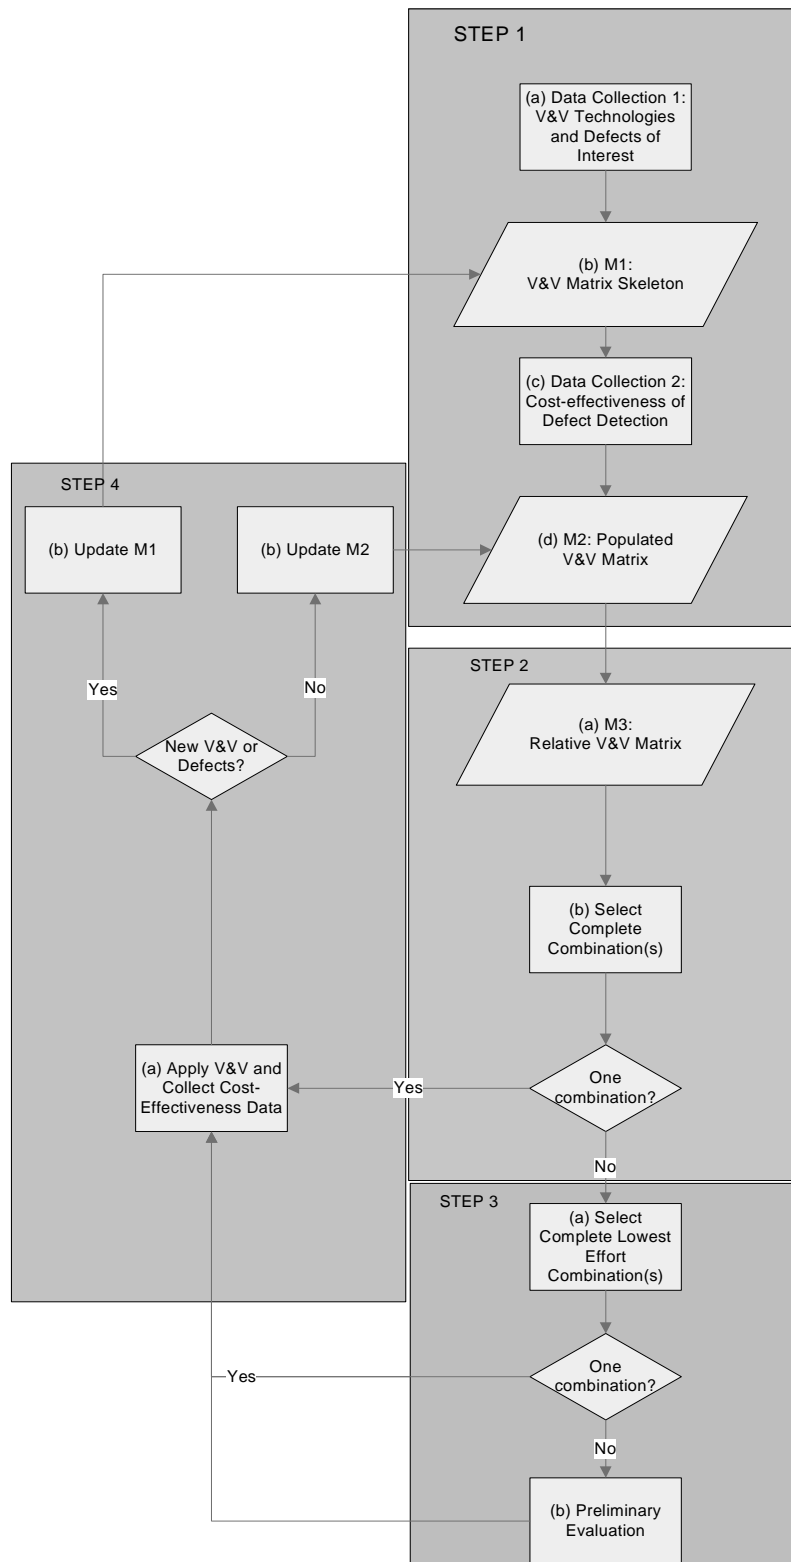 STEP 1
(a) Data Collection 1:
V&V Technologies
and Defects of
Interest
(b) M1:
V&V Matrix Skeleton
(c) Data Collection 2:
Cost-effectiveness of
Defect Detection
(d) M2: Populated
V&V Matrix
STEP 2
(a) M3:
Relative V&V Matrix
(b) Select
Complete
Combination(s)
One
combination?
Yes
No
STEP 3
(a) Select
Complete Lowest
Effort
Combination(s)
One
combination?
Yes
No
(b) Preliminary
Evaluation
STEP 4
(b) Update M1
(b) Update M2
Yes
No
New V&V or
Defects?
(a) Apply V&V and
Collect Cost-
Effectiveness Data